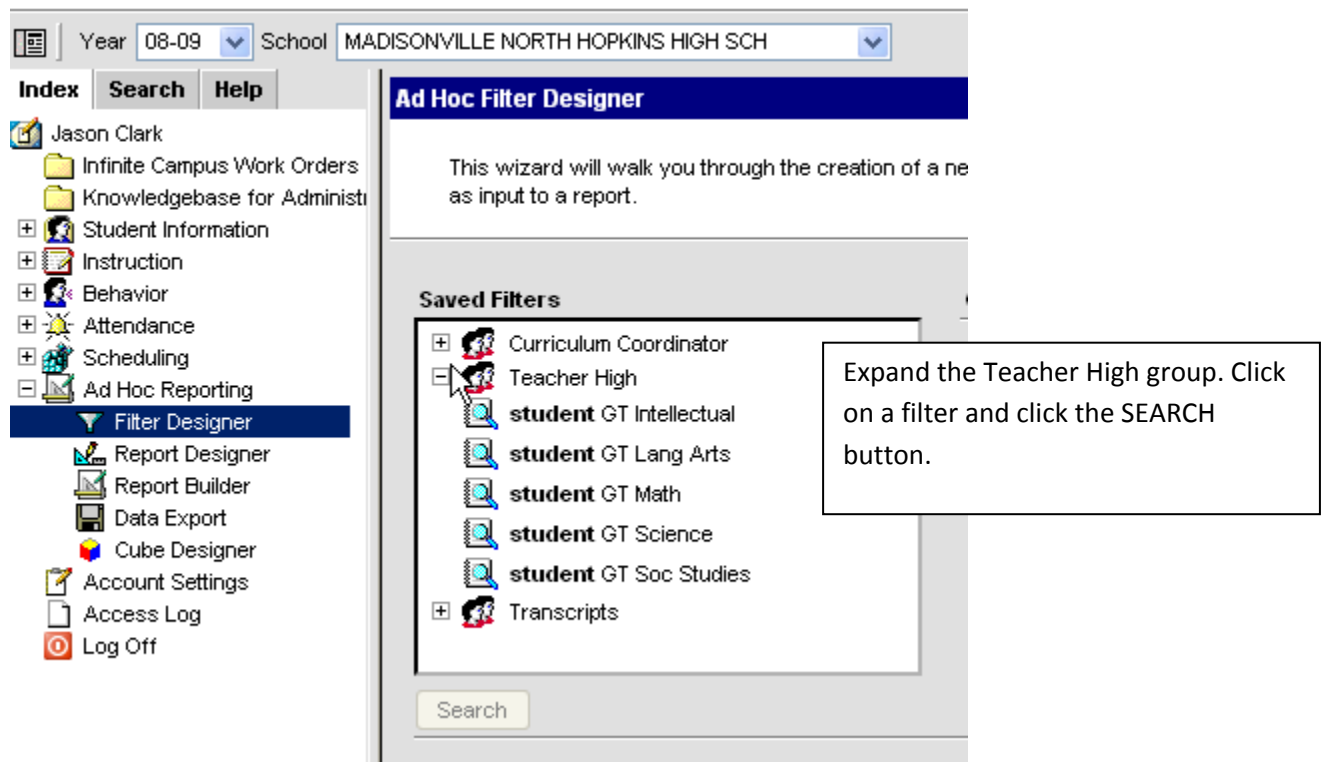 Year 08-09 School MADISONVILLE NORTH HOPKINS HIGH SCH
Index Search Help
Jason Clark
Infinite Campus Work Orders
Knowledgebase for Administr
Student Information
Instruction
Behavior
Attendance
Scheduling
Ad Hoc Reporting
Filter Designer
Report Designer
Report Builder
Data Export
Cube Designer
Account Settings
Access Log
Log Off
Ad Hoc Filter Designer
This wizard will walk you through the creation of a ne
as input to a report.
Saved Filters
Curriculum Coordinator
Teacher High
student GT Intellectual
student GT Lang Arts
student GT Math
student GT Science
student GT Soc Studies
Transcripts
Search
Expand the Teacher High group. Click
on a filter and click the SEARCH
button.